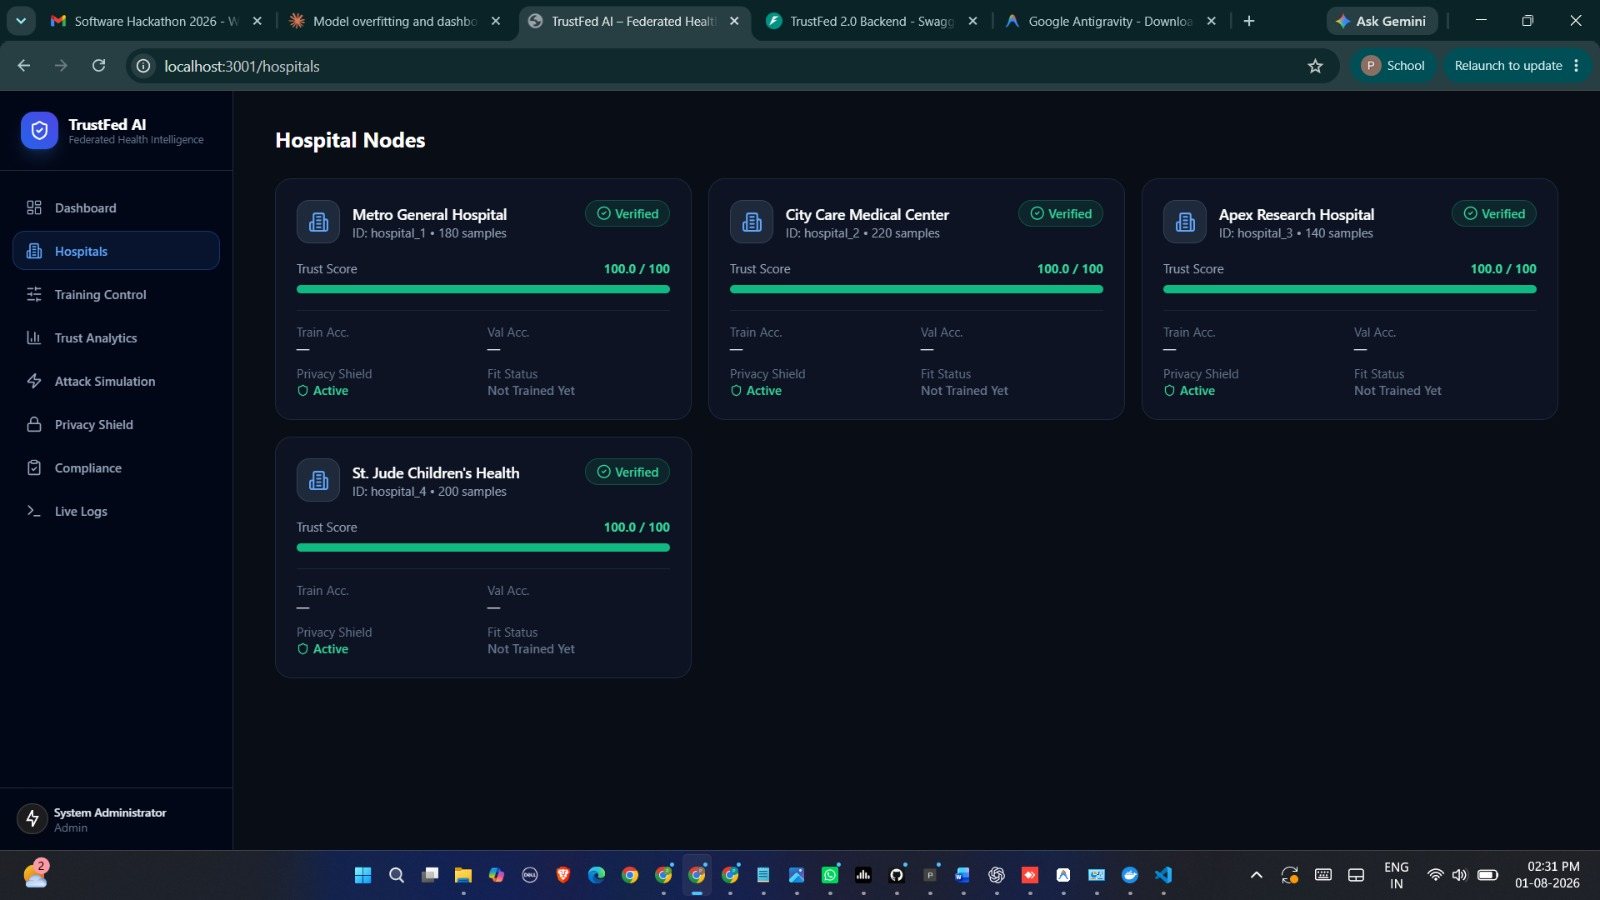 Software Hackathon 2026 - W
Model overfitting and dashbo
TrustFed AI – Federated Healt
TrustFed 2.0 Backend - Swagg
Google Antigravity - Downloa
Ask Gemini
localhost:3001/hospitals
P School
Relaunch to update
TrustFed AI
Federated Health Intelligence
Dashboard
Hospitals
Training Control
Trust Analytics
Attack Simulation
Privacy Shield
Compliance
Live Logs
System Administrator
Admin
Hospital Nodes
Metro General Hospital
ID: hospital_1 • 180 samples
Verified
Trust Score 100.0 / 100
Train Acc. Val Acc.
— —
Privacy Shield Fit Status
Active Not Trained Yet
City Care Medical Center
ID: hospital_2 • 220 samples
Verified
Trust Score 100.0 / 100
Train Acc. Val Acc.
— —
Privacy Shield Fit Status
Active Not Trained Yet
Apex Research Hospital
ID: hospital_3 • 140 samples
Verified
Trust Score 100.0 / 100
Train Acc. Val Acc.
— —
Privacy Shield Fit Status
Active Not Trained Yet
St. Jude Children's Health
ID: hospital_4 • 200 samples
Verified
Trust Score 100.0 / 100
Train Acc. Val Acc.
— —
Privacy Shield Fit Status
Active Not Trained Yet
2
DELL
ENG
IN
02:31 PM
01-08-2026